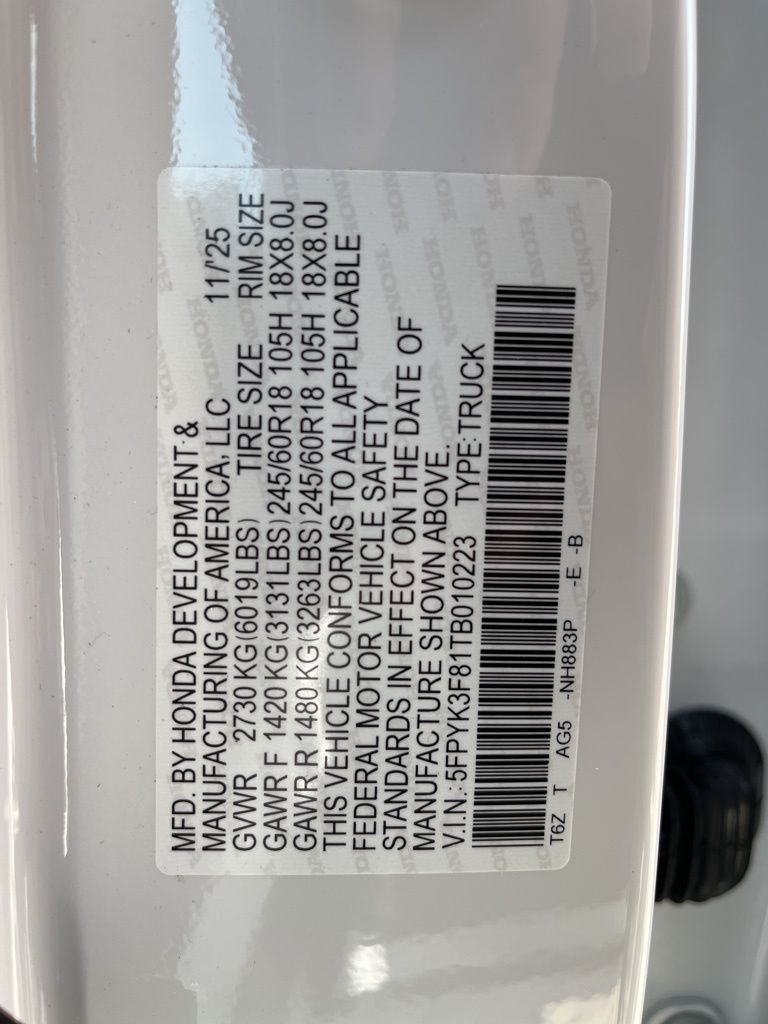 MFD. BY HONDA DEVELOPMENT &
MANUFACTURING OF AMERICA, LLC 11/'25
GVWR 2730 KG(6019LBS) TIRE SIZE RIM SIZE
GAWR F 1420 KG(3131LBS) 245/60R18 105H 18X8.0J
GAWR R 1480 KG(3263LBS) 245/60R18 105H 18X8.0J
THIS VEHICLE CONFORMS TO ALL APPLICABLE
FEDERAL MOTOR VEHICLE SAFETY
STANDARDS IN EFFECT ON THE DATE OF
MANUFACTURE SHOWN ABOVE.
V.I.N.: 5FPYK3F81TB010223 TYPE: TRUCK
T6Z T AG5 -NH883P -E -B